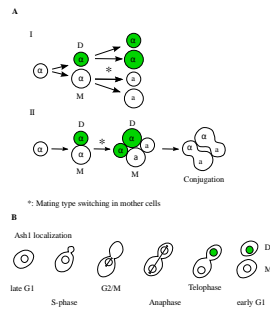 A
I
D
α
α
α
M
*
α
α
a
a
II
D
D
α
α
α
M
*
α
α
a
a
M
α
α
a
a
Conjugation
*: Mating type switching in mother cells
B
Ash1 localization
D
M
late G1
S-phase
G2/M
Anaphase
Telophase
early G1